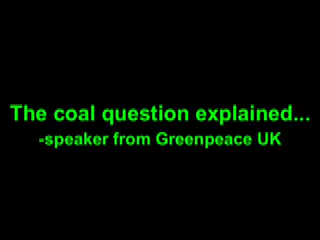 The coal question explained...
-speaker from Greenpeace UK